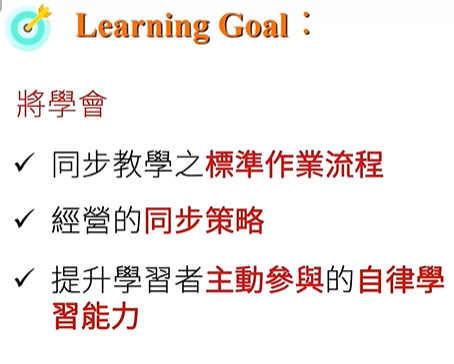 Learning Goal：
將學會
✓ 同步教學之標準作業流程
✓ 經營的同步策略
✓ 提升學習者主動參與的自律學
習能力